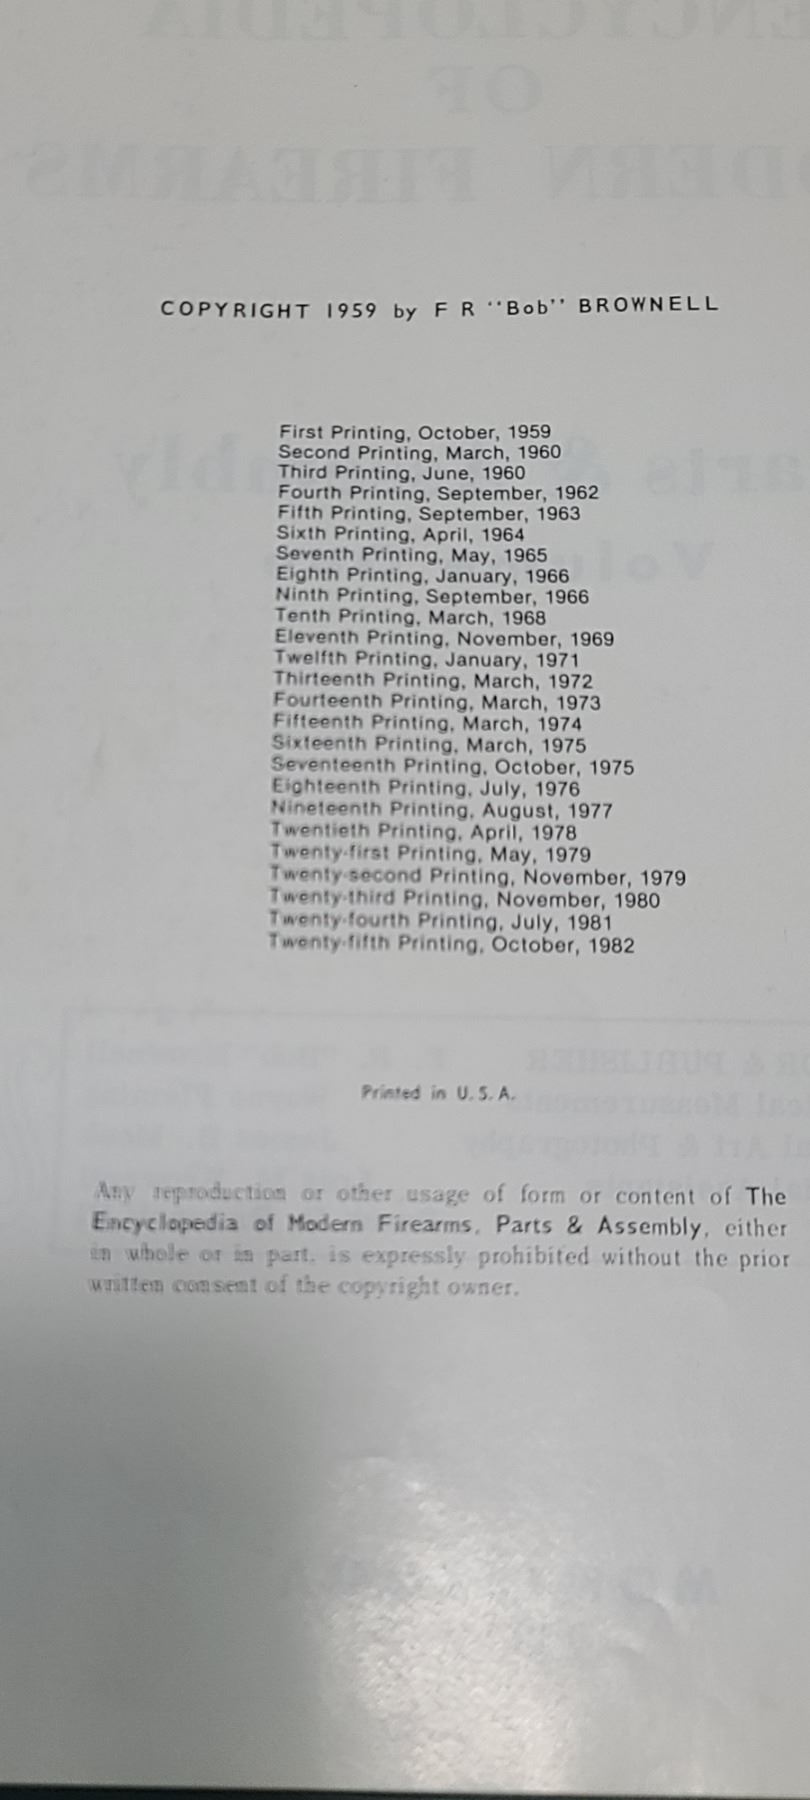 COPYRIGHT 1959 by F R "Bob" BROWNELL
First Printing, October, 1959
Second Printing, March, 1960
Third Printing, June, 1960
Fourth Printing, September, 1962
Fifth Printing, September, 1963
Sixth Printing, April, 1964
Seventh Printing, May, 1965
Eighth Printing, January, 1966
Ninth Printing, September, 1966
Tenth Printing, March, 1968
Eleventh Printing, November, 1969
Twelfth Printing, January, 1971
Thirteenth Printing, March, 1972
Fourteenth Printing, March, 1973
Fifteenth Printing, March, 1974
Sixteenth Printing, March, 1975
Seventeenth Printing, October, 1975
Eighteenth Printing, July, 1976
Nineteenth Printing, August, 1977
Twentieth Printing, April, 1978
Twenty-first Printing, May, 1979
Twenty-second Printing, November, 1979
Twenty-third Printing, November, 1980
Twenty-fourth Printing, July, 1981
Twenty-fifth Printing, October, 1982
Printed in U.S.A.
Any reproduction or other usage of form or content of The
Encyclopedia of Modern Firearms, Parts & Assembly, either
in whole or in part, is expressly prohibited without the prior
written consent of the copyright owner.